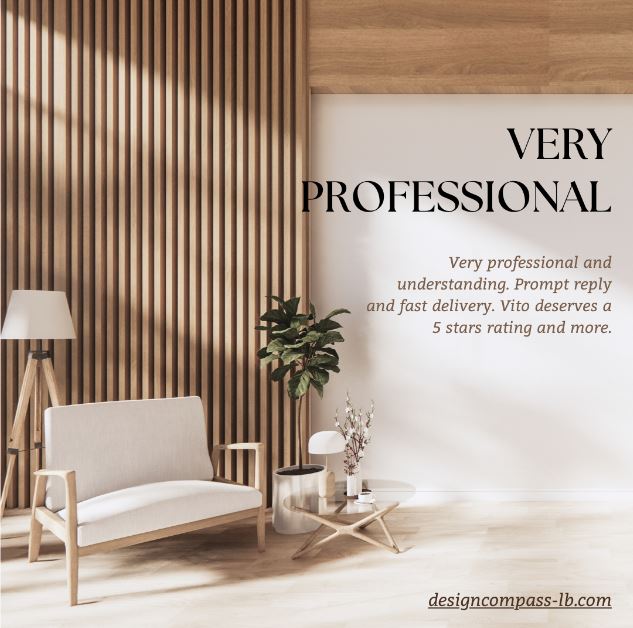 VERY
PROFESSIONAL
Very professional and
understanding. Prompt reply
and fast delivery. Vito deserves a
5 stars rating and more.
designcompass-lb.com